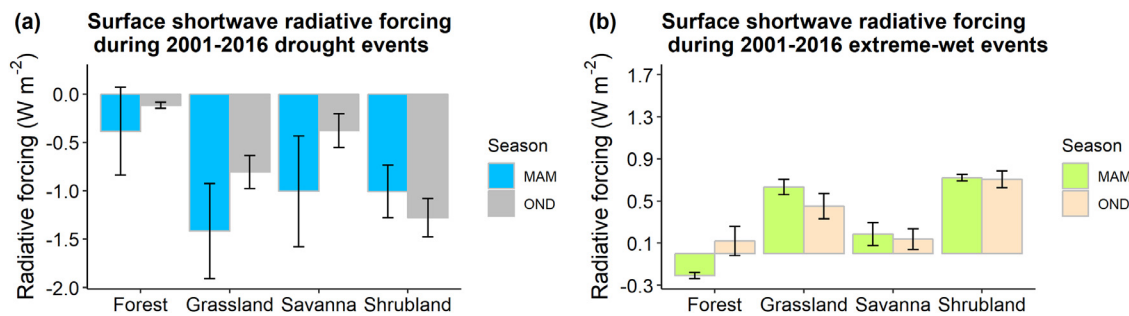 (a) Surface shortwave radiative forcing
during 2001-2016 drought events
Radiative forcing (W m-2)
0.0
-0.5
-1.0
-1.5
-2.0
Forest Grassland Savanna Shrubland
Season
MAM
OND
(b) Surface shortwave radiative forcing
during 2001-2016 extreme-wet events
Radiative forcing (W m-2)
1.7
1.3
0.9
0.5
0.1
-0.3
Forest Grassland Savanna Shrubland
Season
MAM
OND